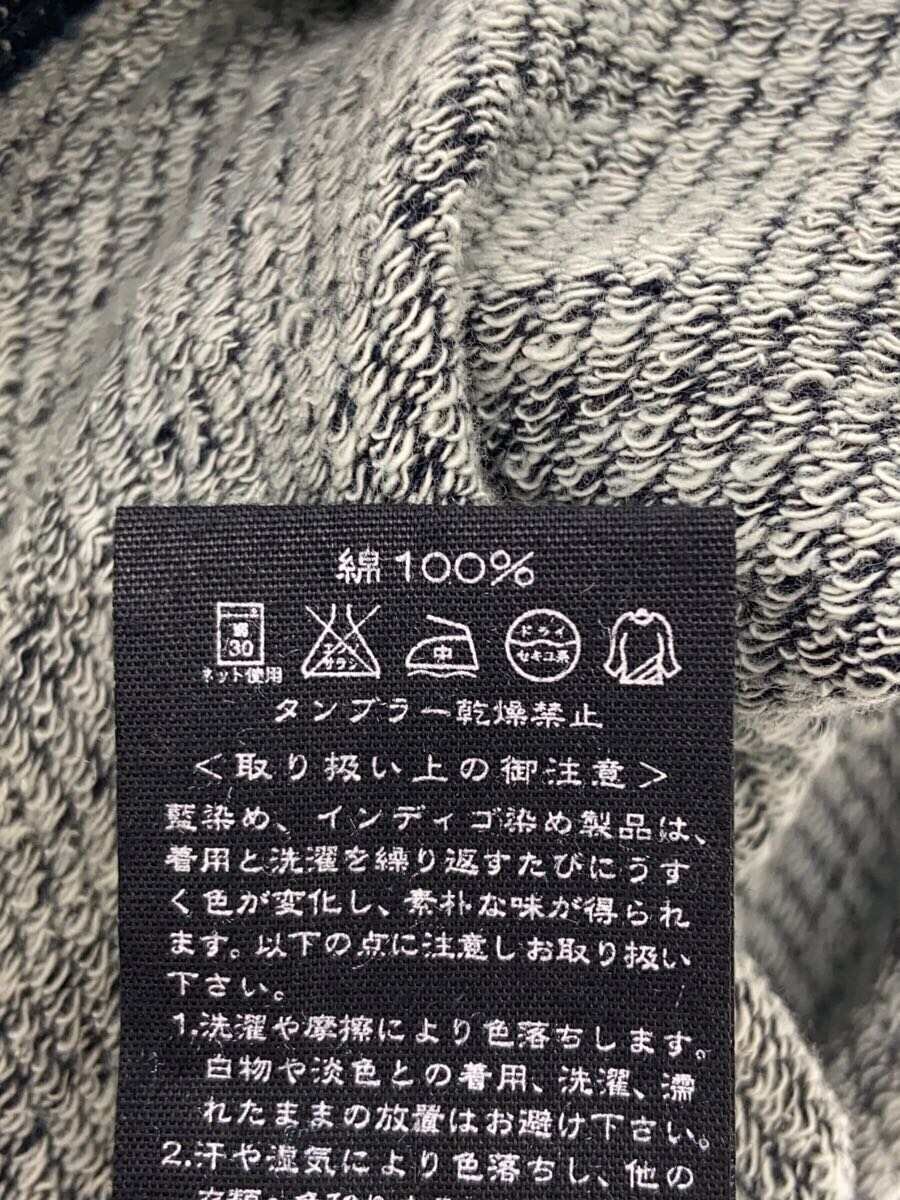 綿100%
弱
30
エンソ
サラシ
中
ドライ
セキユ系
ネット使用
タンブラー乾燥禁止
<取り扱い上の御注意>
藍染め、インディゴ染め製品は、
着用と洗濯を繰り返すたびにうす
く色が変化し、素朴な味が得られ
ます。以下の点に注意しお取り扱い
下さい。
1.洗濯や摩擦により色落ちします。
白物や淡色との着用、洗濯、濡
れたままの放置はお避け下さい。
2.汗や湿気により色落ちし、他の